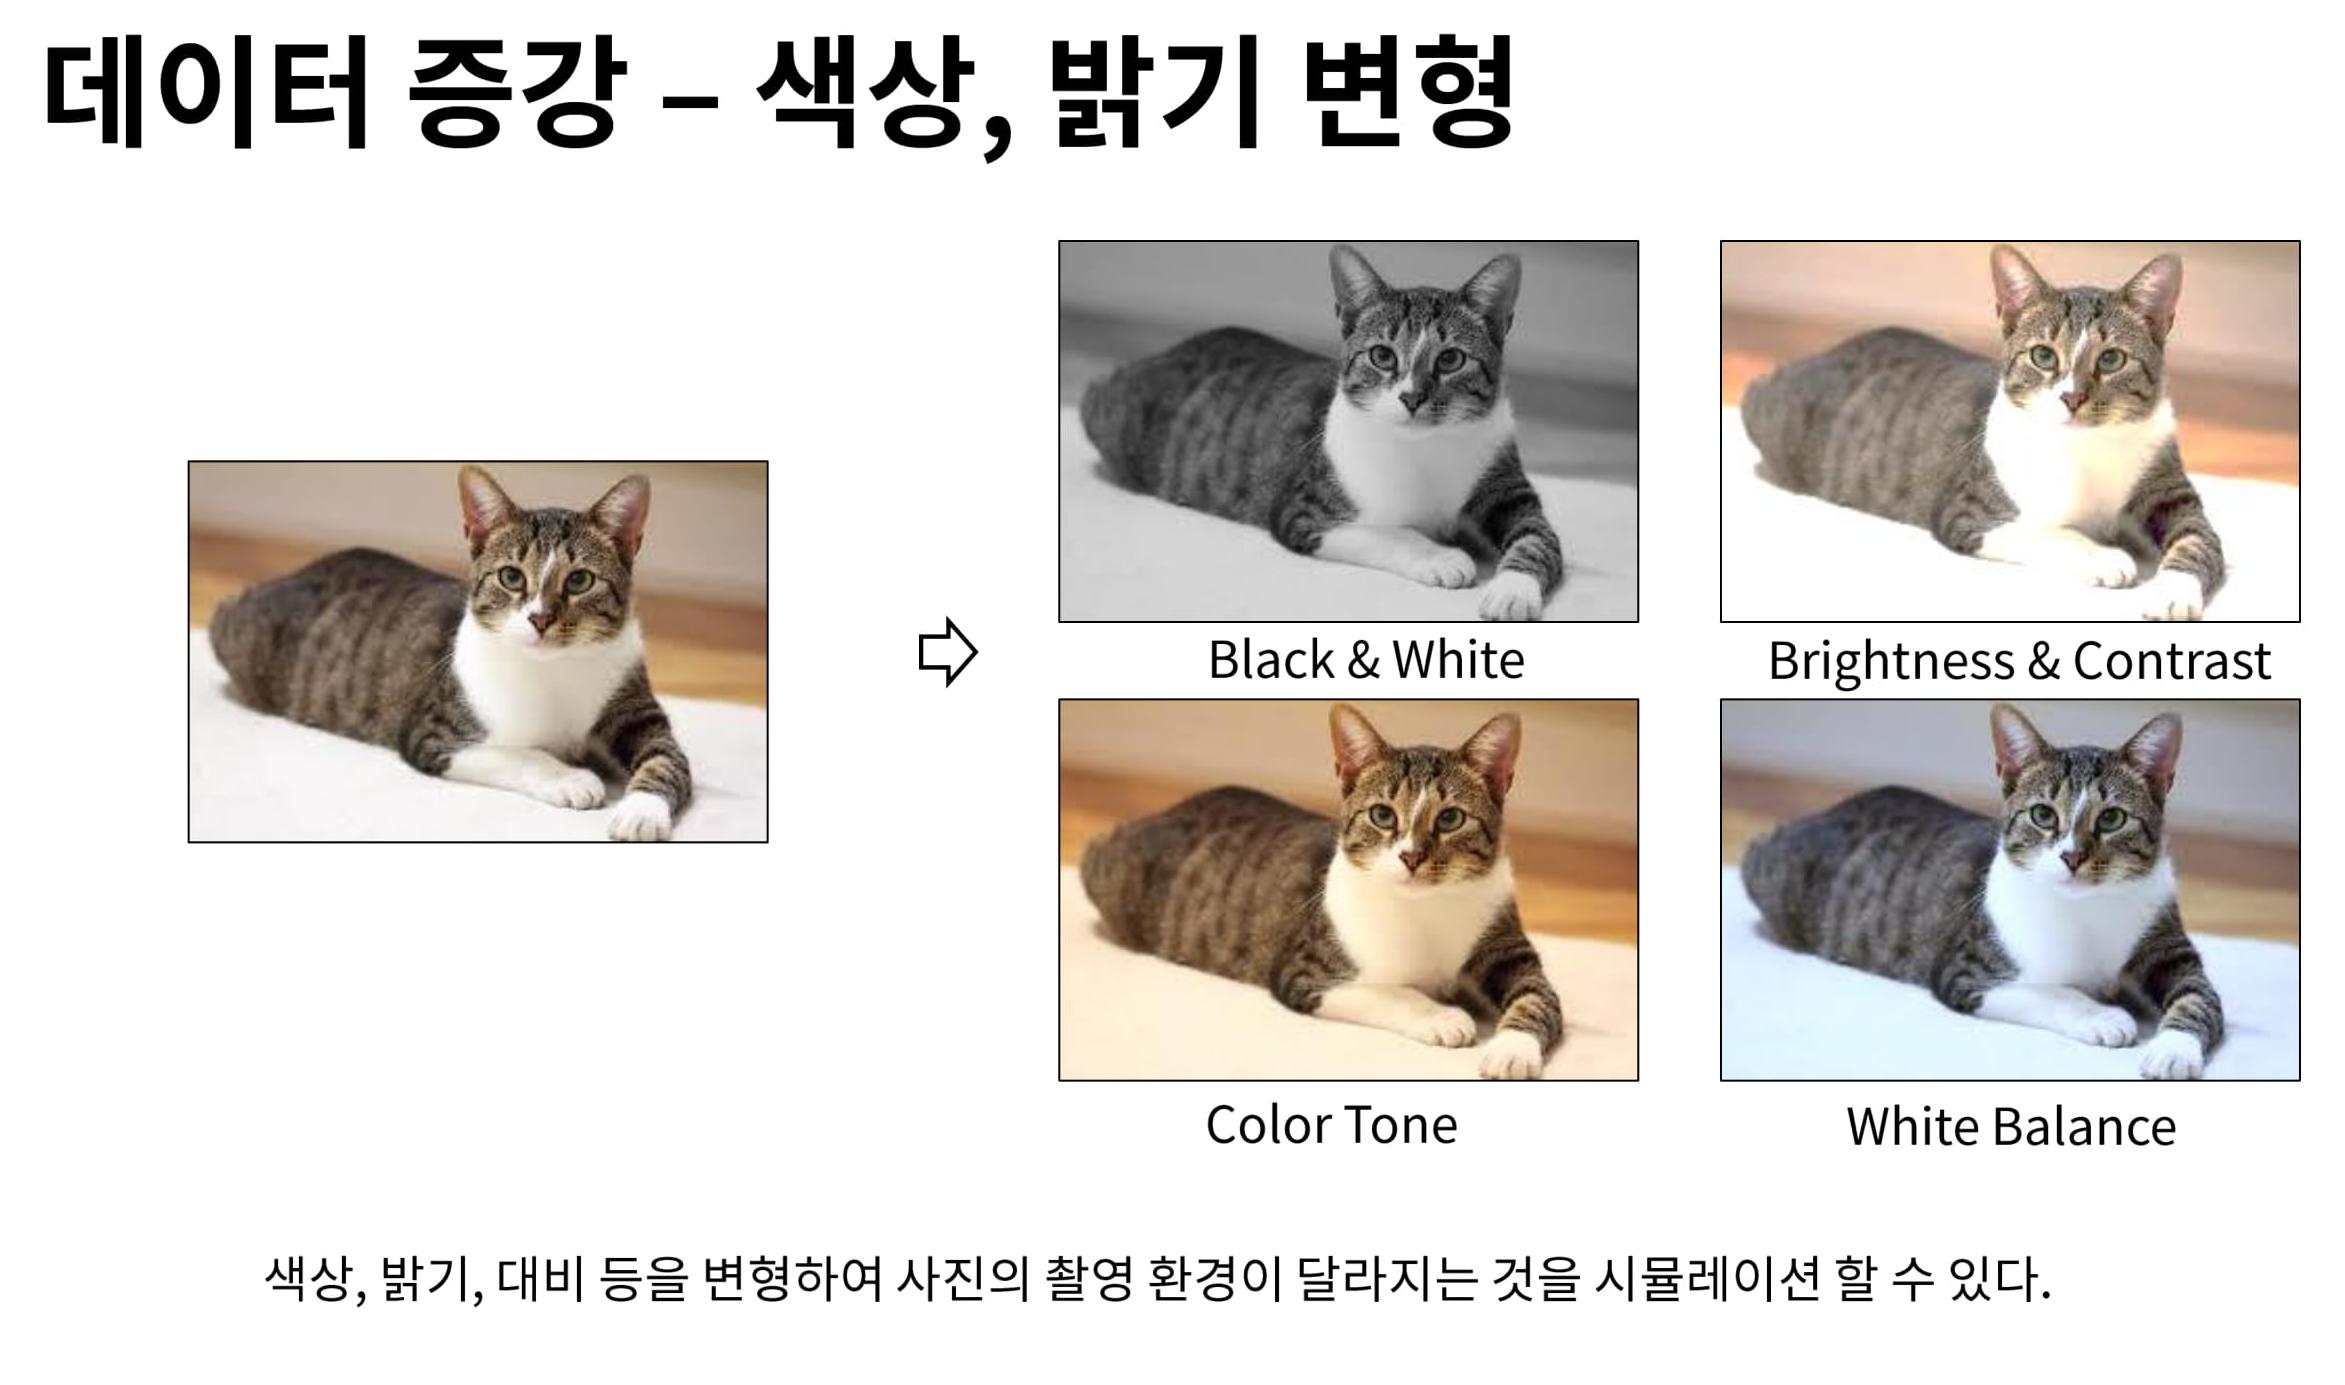 데이터 증강 – 색상, 밝기 변형
Black & White
Brightness & Contrast
Color Tone
White Balance
색상, 밝기, 대비 등을 변형하여 사진의 촬영 환경이 달라지는 것을 시뮬레이션 할 수 있다.